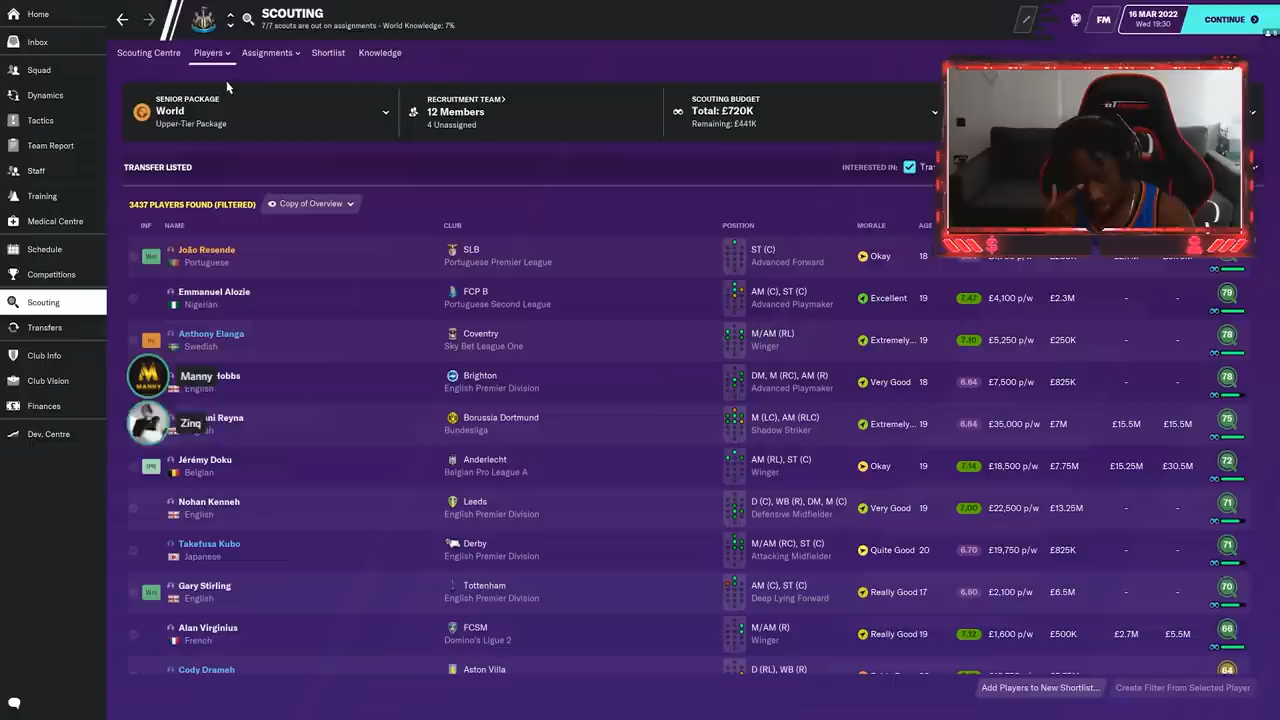 Home
Inbox
Squad
Dynamics
Tactics
Team Report
Staff
Training
Medical Centre
Schedule
Competitions
Scouting
Transfers
Club Info
Club Vision
Finances
Dev. Centre
SCOUTING
7/7 scouts are out on assignments - World Knowledge: 7%
FM
16 MAR 2022
Wed 19:30
CONTINUE
Scouting Centre Players Assignments Shortlist Knowledge
SENIOR PACKAGE
World
Upper-Tier Package
RECRUITMENT TEAM>
12 Members
4 Unassigned
SCOUTING BUDGET
Total: £720K
Remaining: £441K
TRANSFER LISTED
INTERESTED IN: Tra
3437 PLAYERS FOUND (FILTERED) Copy of Overview
INF NAME CLUB POSITION MORALE AGE
João Resende SLB ST (C) Okay 18
Portuguese Portuguese Premier League Advanced Forward
Emmanuel Alozie FCP B AM (C), ST (C) Excellent 19 7.47 £4,100 p/w £2.3M - - 79
Nigerian Portuguese Second League Advanced Playmaker
Anthony Elanga Coventry M/AM (RL) Extremely... 19 7.10 £5,250 p/w £250K - - 78
Swedish Sky Bet League One Winger
MANNY Manny Hobbs Brighton DM, M (RC), AM (R) Very Good 18 6.64 £7,500 p/w £825K - - 78
English English Premier Division Advanced Playmaker
Zinq ni Reyna Borussia Dortmund M (LC), AM (RLC) Extremely... 19 6.84 £35,000 p/w £7M £15.5M £15.5M 75
Bundesliga Shadow Striker
Jérémy Doku Anderlecht AM (RL), ST (C) Okay 19 7.14 £18,500 p/w £7.75M £15.25M £30.5M 72
Belgian Belgian Pro League A Winger
Nohan Kenneh Leeds D (C), WB (R), DM, M (C) Very Good 19 7.00 £22,500 p/w £13.25M - - 71
English English Premier Division Defensive Midfielder
Takefusa Kubo Derby M/AM (RC), ST (C) Quite Good 20 6.70 £19,750 p/w £825K - - 71
Japanese English Premier Division Attacking Midfielder
Gary Stirling Tottenham AM (C), ST (C) Really Good 17 6.80 £2,100 p/w £6.5M - - 70
English English Premier Division Deep Lying Forward
Alan Virginius FCSM M/AM (R) Really Good 19 7.12 £1,600 p/w £500K £2.7M £5.5M 66
French Domino's Ligue 2 Winger
Cody Drameh Aston Villa D (RL), WB (R) 64
Add Players to New Shortlist... Create Filter From Selected Player